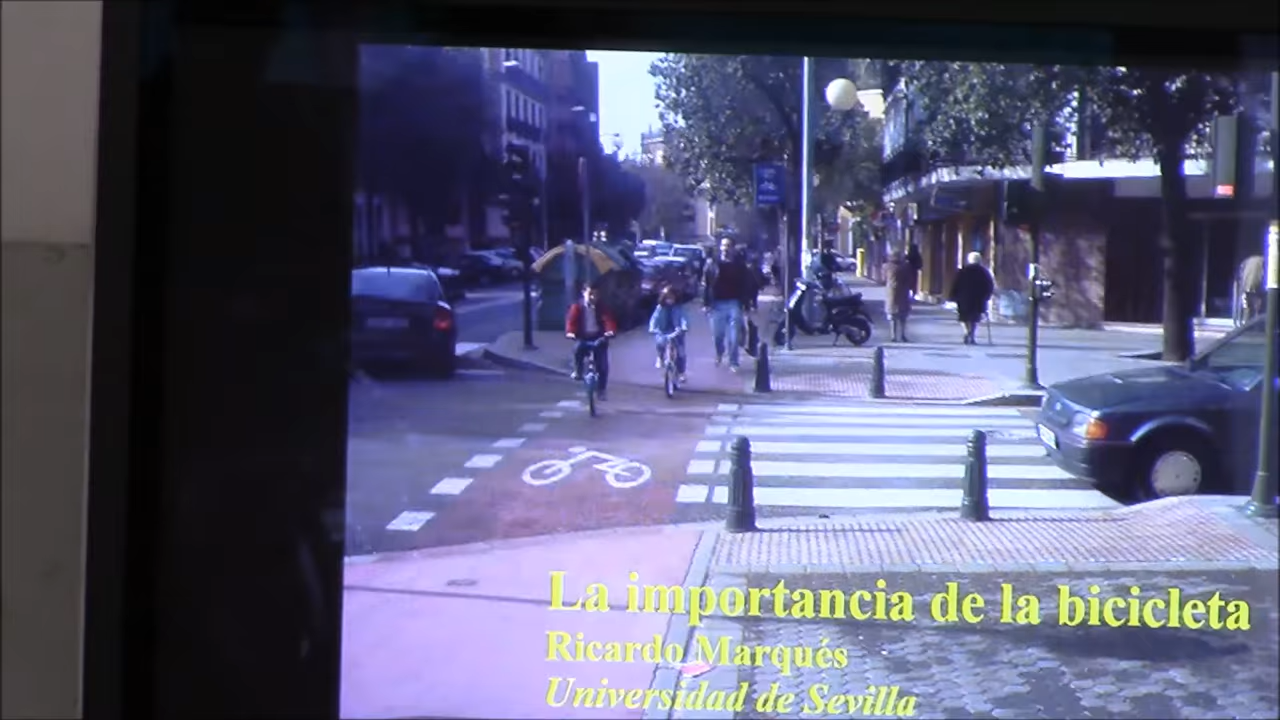 La importancia de la bicicleta
Ricardo Marqués
Universidad de Sevilla